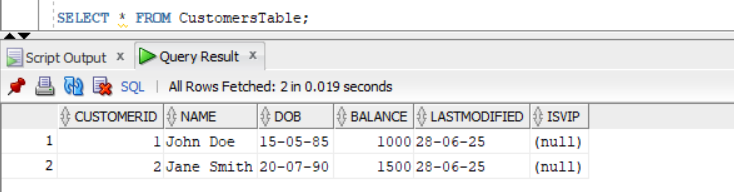 SELECT * FROM CustomersTable;
Script Output x Query Result x
SQL | All Rows Fetched: 2 in 0.019 seconds
CUSTOMERID NAME DOB BALANCE LASTMODIFIED ISVIP
1 1 John Doe 15-05-85 1000 28-06-25 (null)
2 2 Jane Smith 20-07-90 1500 28-06-25 (null)